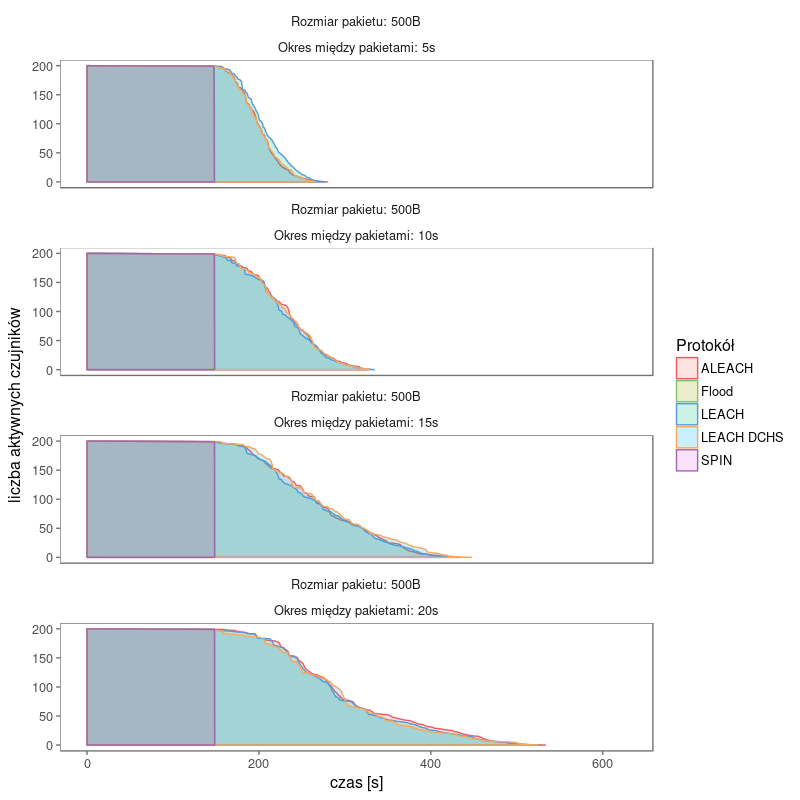 Rozmiar pakietu: 500B
Okres między pakietami: 5s
200
150
100
50
0
Rozmiar pakietu: 500B
Okres między pakietami: 10s
200
150
100
50
0
Rozmiar pakietu: 500B
Okres między pakietami: 15s
200
150
100
50
0
Rozmiar pakietu: 500B
Okres między pakietami: 20s
200
150
100
50
0
0 200 400 600
czas [s]
liczba aktywnych czujników
Protokół
ALEACH
Flood
LEACH
LEACH DCHS
SPIN